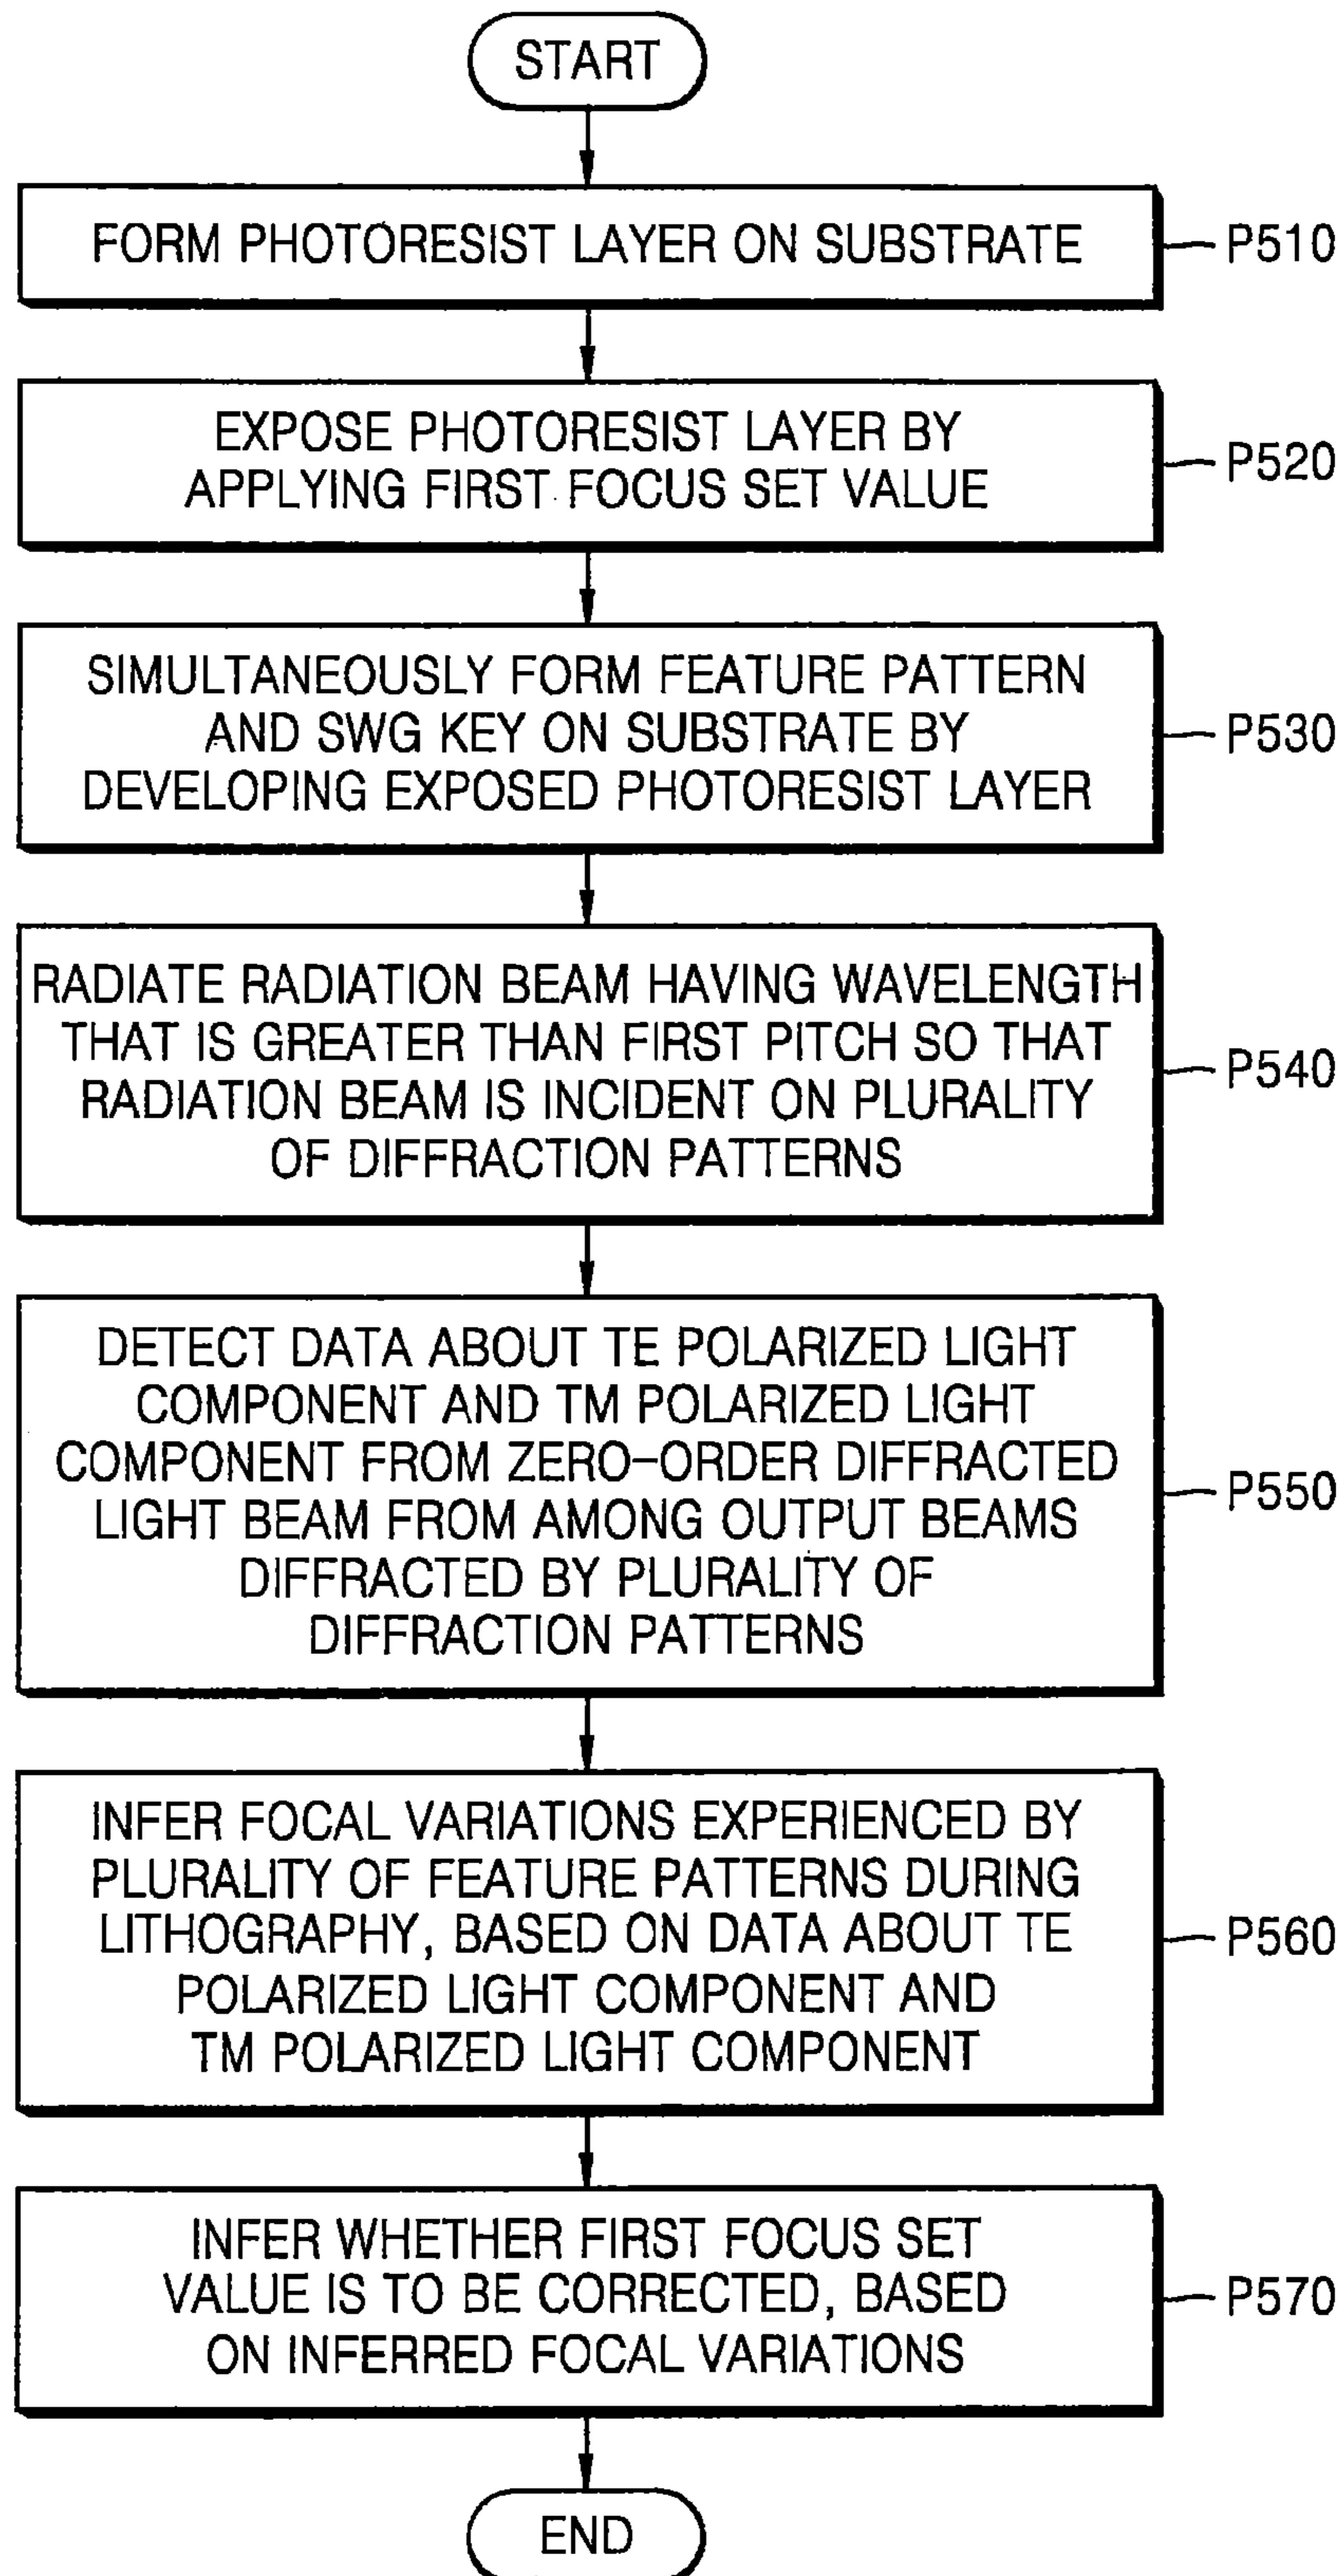 START
FORM PHOTORESIST LAYER ON SUBSTRATE
P510
EXPOSE PHOTORESIST LAYER BY
APPLYING FIRST FOCUS SET VALUE
P520
SIMULTANEOUSLY FORM FEATURE PATTERN
AND SWG KEY ON SUBSTRATE BY
DEVELOPING EXPOSED PHOTORESIST LAYER
P530
RADIATE RADIATION BEAM HAVING WAVELENGTH
THAT IS GREATER THAN FIRST PITCH SO THAT
RADIATION BEAM IS INCIDENT ON PLURALITY
OF DIFFRACTION PATTERNS
P540
DETECT DATA ABOUT TE POLARIZED LIGHT
COMPONENT AND TM POLARIZED LIGHT
COMPONENT FROM ZERO-ORDER DIFFRACTED
LIGHT BEAM FROM AMONG OUTPUT BEAMS
DIFFRACTED BY PLURALITY OF
DIFFRACTION PATTERNS
P550
INFER FOCAL VARIATIONS EXPERIENCED BY
PLURALITY OF FEATURE PATTERNS DURING
LITHOGRAPHY, BASED ON DATA ABOUT TE
POLARIZED LIGHT COMPONENT AND
TM POLARIZED LIGHT COMPONENT
P560
INFER WHETHER FIRST FOCUS SET
VALUE IS TO BE CORRECTED, BASED
ON INFERRED FOCAL VARIATIONS
P570
END